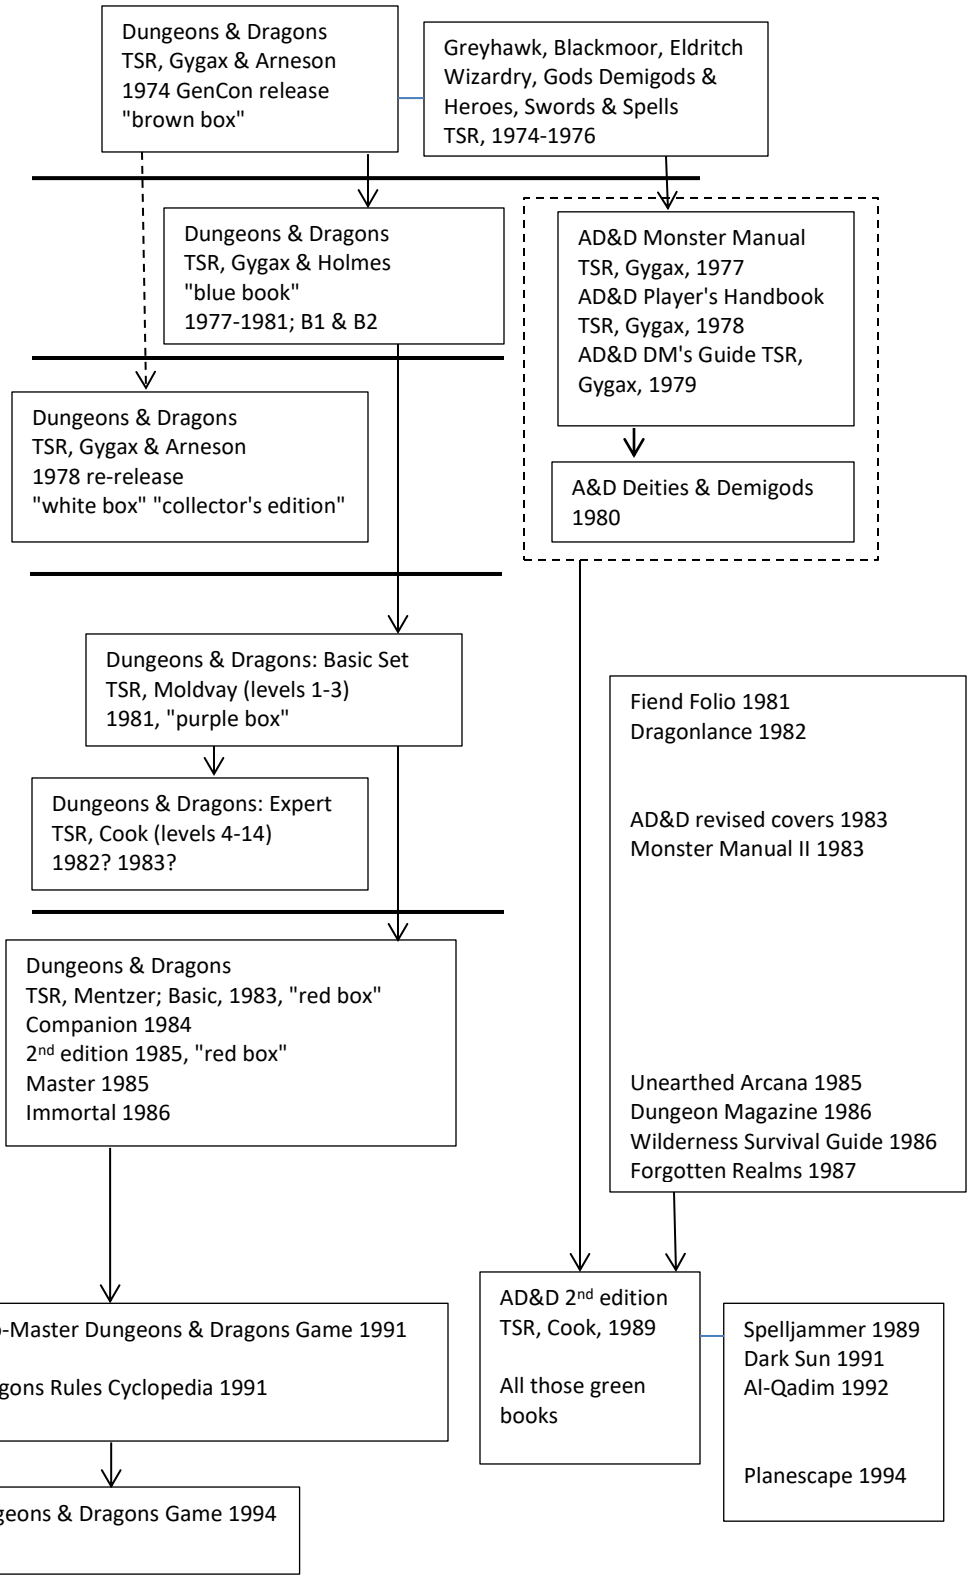 Dungeons & Dragons
TSR, Gygax & Arneson
1974 GenCon release
"brown box"
Greyhawk, Blackmoor, Eldritch
Wizardry, Gods Demigods &
Heroes, Swords & Spells
TSR, 1974-1976
Dungeons & Dragons
TSR, Gygax & Holmes
"blue book"
1977-1981; B1 & B2
AD&D Monster Manual
TSR, Gygax, 1977
AD&D Player's Handbook
TSR, Gygax, 1978
AD&D DM's Guide TSR,
Gygax, 1979
Dungeons & Dragons
TSR, Gygax & Arneson
1978 re-release
"white box" "collector's edition"
A&D Deities & Demigods
1980
Dungeons & Dragons: Basic Set
TSR, Moldvay (levels 1-3)
1981, "purple box"
Dungeons & Dragons: Expert
TSR, Cook (levels 4-14)
1982? 1983?
Fiend Folio 1981
Dragonlance 1982
AD&D revised covers 1983
Monster Manual II 1983
Unearthed Arcana 1985
Dungeon Magazine 1986
Wilderness Survival Guide 1986
Forgotten Realms 1987
Dungeons & Dragons
TSR, Mentzer; Basic, 1983, "red box"
Companion 1984
2nd edition 1985, "red box"
Master 1985
Immortal 1986
-Master Dungeons & Dragons Game 1991
gons Rules Cyclopedia 1991
AD&D 2nd edition
TSR, Cook, 1989
All those green
books
Spelljammer 1989
Dark Sun 1991
Al-Qadim 1992
Planescape 1994
geons & Dragons Game 1994